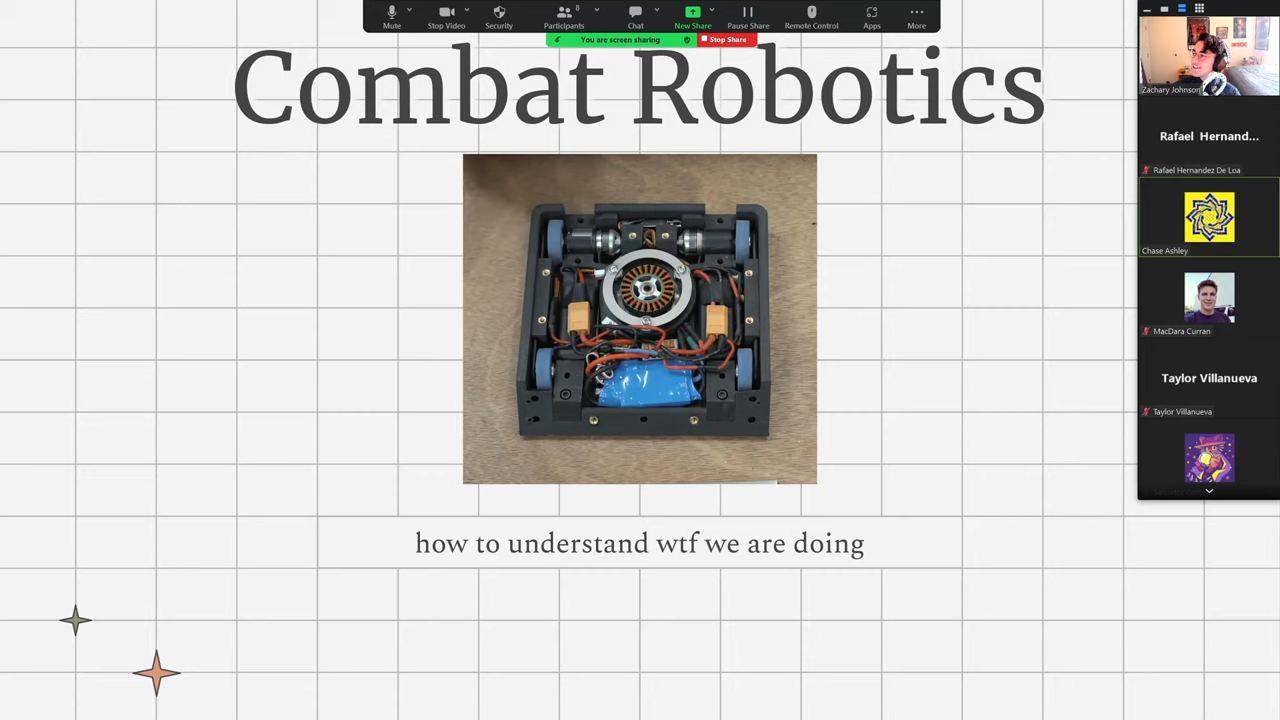 Mute
Stop Video
Security
Participants
8
Chat
New Share
Pause Share
Remote Control
Apps
More
You are screen sharing
Stop Share
Combat Robotics
how to understand wtf we are doing
Zachary Johnson
Rafael Hernand...
Rafael Hernandez De Loa
Chase Ashley
MacDara Curran
Taylor Villanueva
Taylor Villanueva